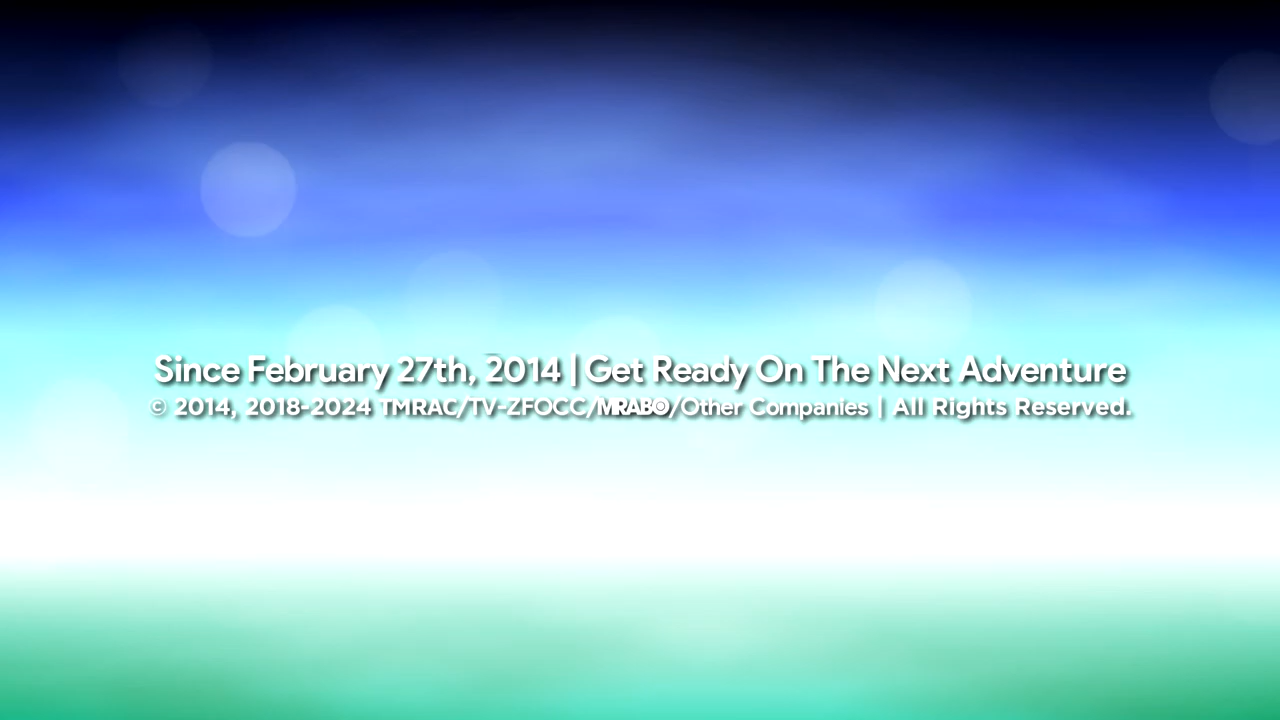 Since February 27th, 2014 | Get Ready On The Next Adventure
© 2014, 2018-2024 TMRAC/TV-ZFOCC/MRABO/Other Companies | All Rights Reserved.